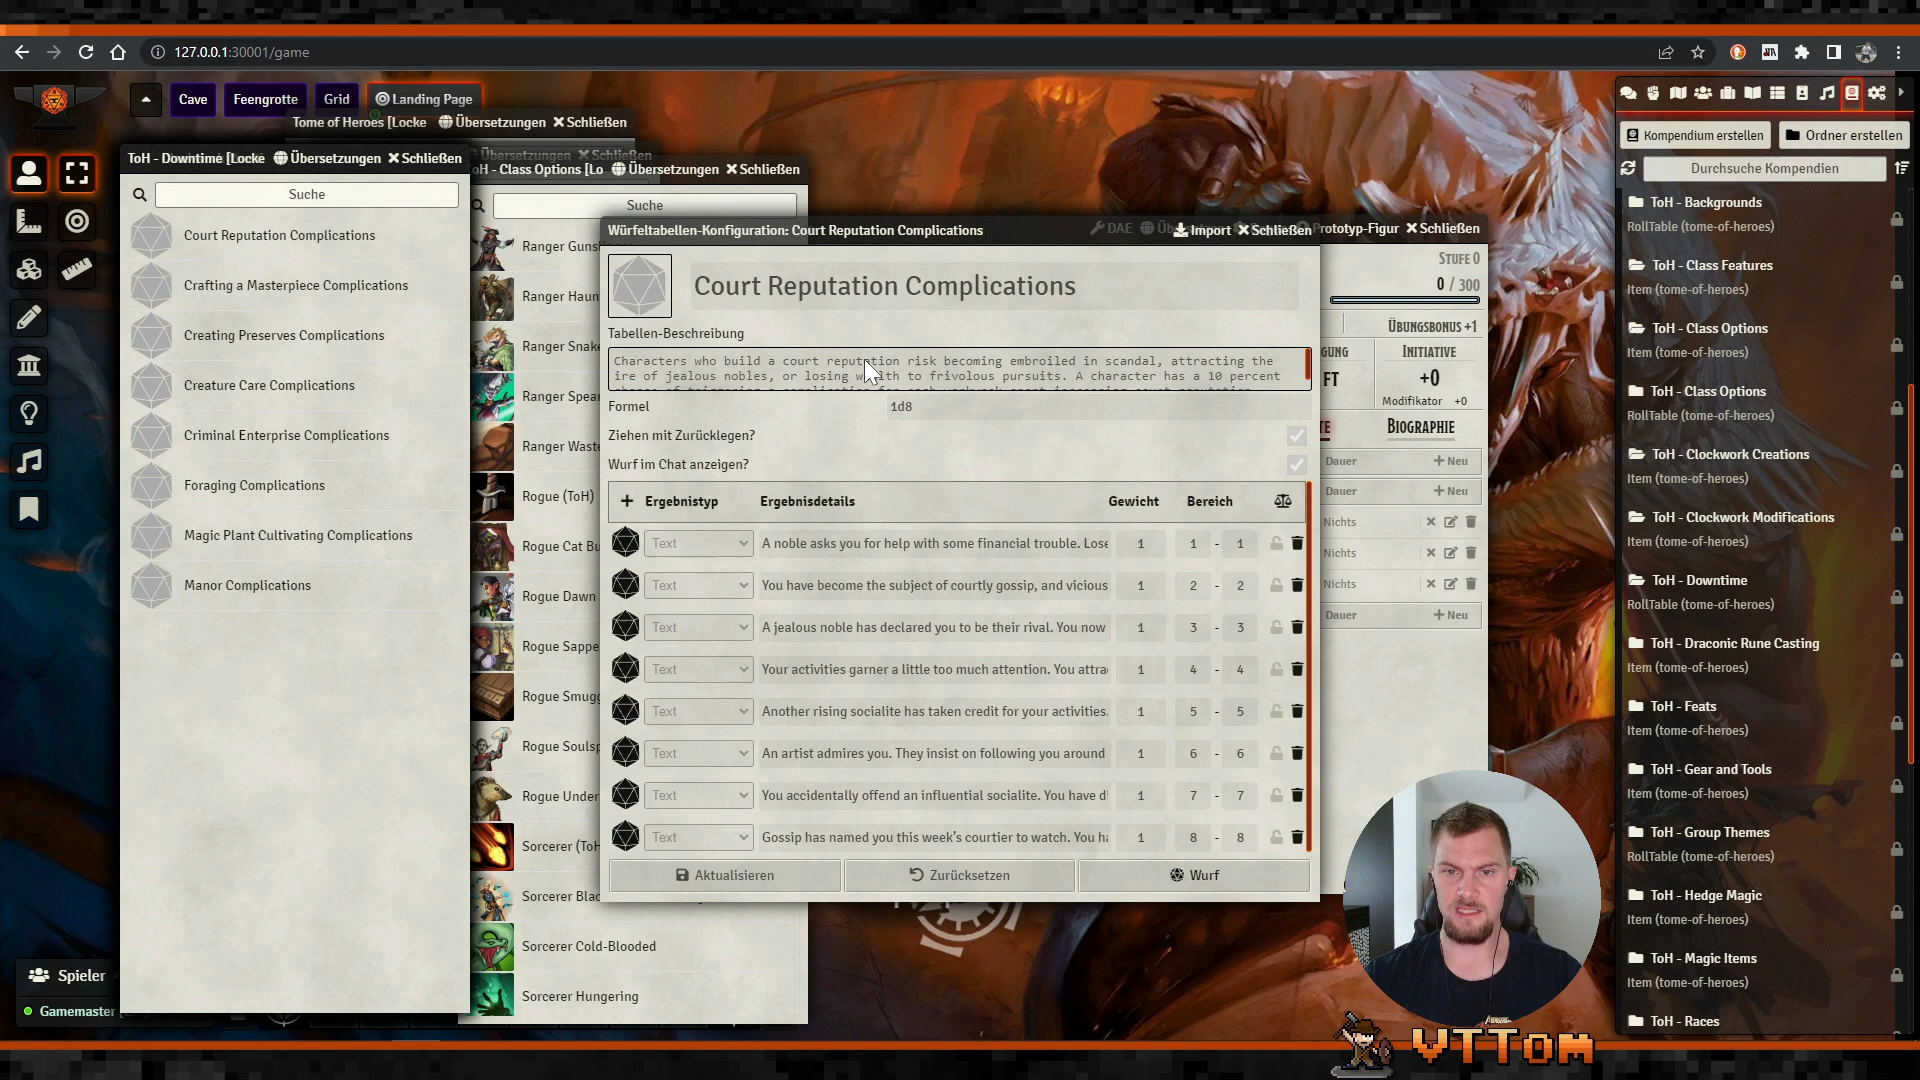 127.0.0.1:30001/game
Cave
Feengrotte
Grid
Landing Page
Tome of Heroes [Locke
Übersetzungen
Schließen
ToH - Downtime [Locke
Übersetzungen
Schließen
Suche
Court Reputation Complications
Crafting a Masterpiece Complications
Creating Preserves Complications
Creature Care Complications
Criminal Enterprise Complications
Foraging Complications
Magic Plant Cultivating Complications
Manor Complications
Übersetzungen
Schließen
oH - Class Options [Lo
Übersetzungen
Schließen
Suche
Ranger Guns
Ranger Haun
Ranger Snak
Ranger Spea
Ranger Wast
Rogue (ToH)
Rogue Cat Bu
Rogue Dawn
Rogue Sappe
Rogue Smug
Rogue Soulsp
Rogue Under
Sorcerer (ToH
Sorcerer Blac
Sorcerer Cold-Blooded
Sorcerer Hungering
Würfeltabellen-Konfiguration: Court Reputation Complications
DAE
Import
Schließen
Court Reputation Complications
Tabellen-Beschreibung
Characters who build a court reputation risk becoming embroiled in scandal, attracting the
ire of jealous nobles, or losing wealth to frivolous pursuits. A character has a 10 percent
Formel
1d8
Ziehen mit Zurücklegen?
Wurf im Chat anzeigen?
Ergebnistyp
Ergebnisdetails
Gewicht
Bereich
Text A noble asks you for help with some financial trouble. Lose 1 1 - 1
Text You have become the subject of courtly gossip, and vicious 1 2 - 2
Text A jealous noble has declared you to be their rival. You now 1 3 - 3
Text Your activities garner a little too much attention. You attra 1 4 - 4
Text Another rising socialite has taken credit for your activities. 1 5 - 5
Text An artist admires you. They insist on following you around 1 6 - 6
Text You accidentally offend an influential socialite. You have di 1 7 - 7
Text Gossip has named you this week's courtier to watch. You ha 1 8 - 8
Aktualisieren
Zurücksetzen
Wurf
Prototyp-Figur
Schließen
STUFE 0
0 / 300
ÜBUNGSBONUS +1
GUNG
INITIATIVE
FT
+0
Modifikator +0
TE
BIOGRAPHIE
Dauer
Neu
Dauer
Neu
Nichts
Nichts
Nichts
Dauer
Neu
Kompendium erstellen
Ordner erstellen
Durchsuche Kompendien
ToH - Backgrounds
RollTable (tome-of-heroes)
ToH - Class Features
Item (tome-of-heroes)
ToH - Class Options
Item (tome-of-heroes)
ToH - Class Options
RollTable (tome-of-heroes)
ToH - Clockwork Creations
Item (tome-of-heroes)
ToH - Clockwork Modifications
Item (tome-of-heroes)
ToH - Downtime
RollTable (tome-of-heroes)
ToH - Draconic Rune Casting
Item (tome-of-heroes)
ToH - Feats
Item (tome-of-heroes)
ToH - Gear and Tools
Item (tome-of-heroes)
ToH - Group Themes
RollTable (tome-of-heroes)
ToH - Hedge Magic
Item (tome-of-heroes)
ToH - Magic Items
Item (tome-of-heroes)
ToH - Races
Spieler
Gamemaster
VTTom